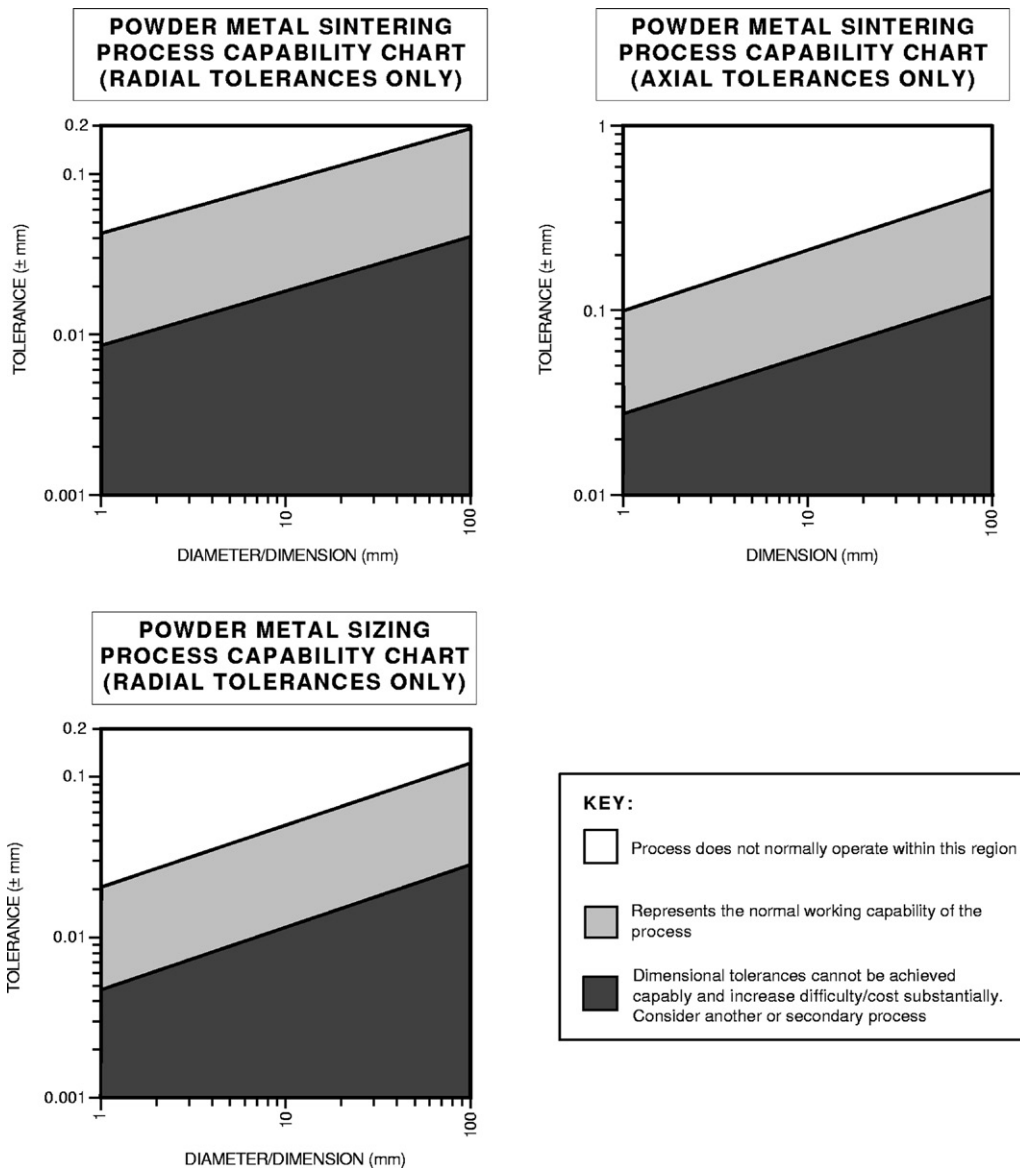 POWDER METAL SINTERING
PROCESS CAPABILITY CHART
(RADIAL TOLERANCES ONLY)
0.2
0.1
0.01
0.001
TOLERANCE (± mm)
1
10
100
DIAMETER/DIMENSION (mm)
POWDER METAL SINTERING
PROCESS CAPABILITY CHART
(AXIAL TOLERANCES ONLY)
1
0.1
0.01
TOLERANCE (± mm)
1
10
100
DIMENSION (mm)
POWDER METAL SIZING
PROCESS CAPABILITY CHART
(RADIAL TOLERANCES ONLY)
0.2
0.1
0.01
0.001
TOLERANCE (± mm)
1
10
100
DIAMETER/DIMENSION (mm)
KEY:
Process does not normally operate within this region
Represents the normal working capability of the
process
Dimensional tolerances cannot be achieved
capably and increase difficulty/cost substantially.
Consider another or secondary process